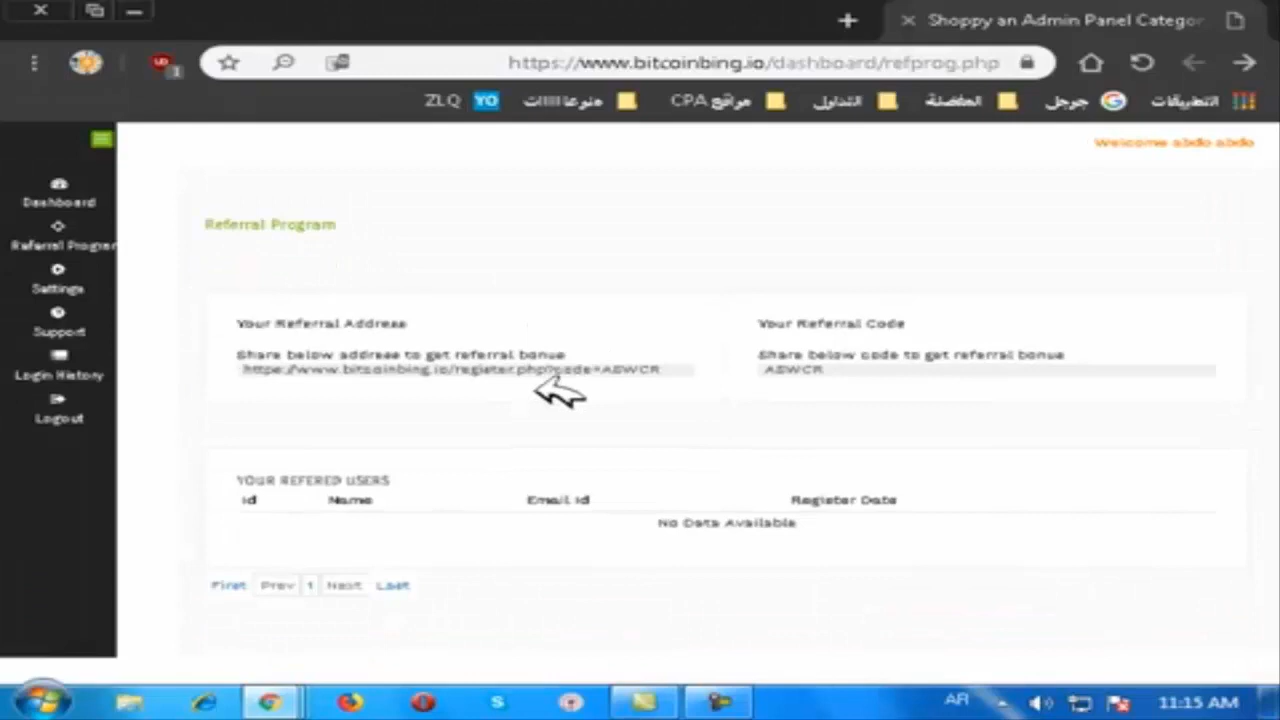 Shoppy an Admin Panel Categor
https://www.bitcoinbing.io/dashboard/refprog.php
التطبيقات
جوجل
المفضلة
التداول
مواقع CPA
منوعاااااات
YO ZLQ
Welcome abdo abdo
Dashboard
Referral Progra
Settings
Support
Login History
Logout
Referral Program
Your Referral Address
Share below address to get referral bonus
https://www.bitcoinbing.io/register.php?code=ASWCR
Your Referral Code
Share below code to get referral bonus
ASWCR
YOUR REFERED USERS
Id Name Email Id Register Date
No Data Available
First Prev 1 Next Last
AR
11:15 AM